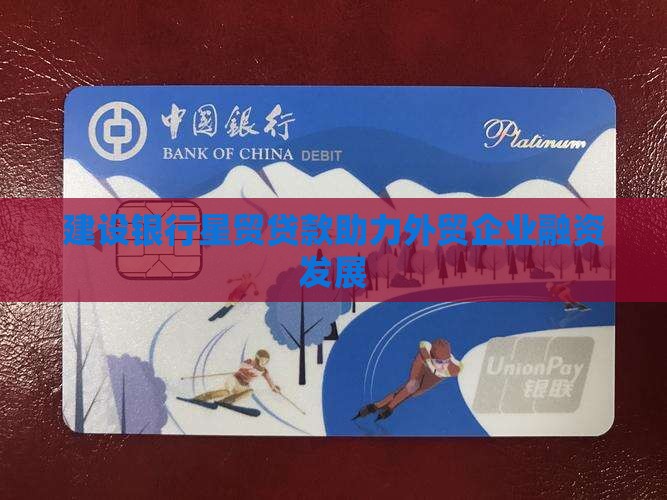 中国銀行
BANK OF CHINA DEBIT
Platinum
建设银行星贸贷款助力外贸企业融资
发展
UnionPay
银联